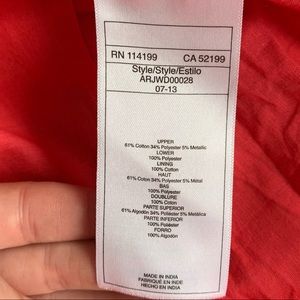 RN 114199 CA 52199
Style/Style/Estilo
ARJWD00028
07-13
UPPER
61% Cotton 34% Polyester 5% Metallic
LOWER
100% Polyester
LINING
100% Cotton
HAUT
61% Coton 34% Polyester 5% Métal
BAS
100% Polyester
DOUBLURE
100% Coton
PARTE SUPERIOR
61% Algodón 34% Poliéster 5% Metálica
PARTE INFERIOR
100% Poliéster
FORRO
100% Algodón
MADE IN INDIA
FABRIQUÉ EN INDE
HECHO EN INDIA